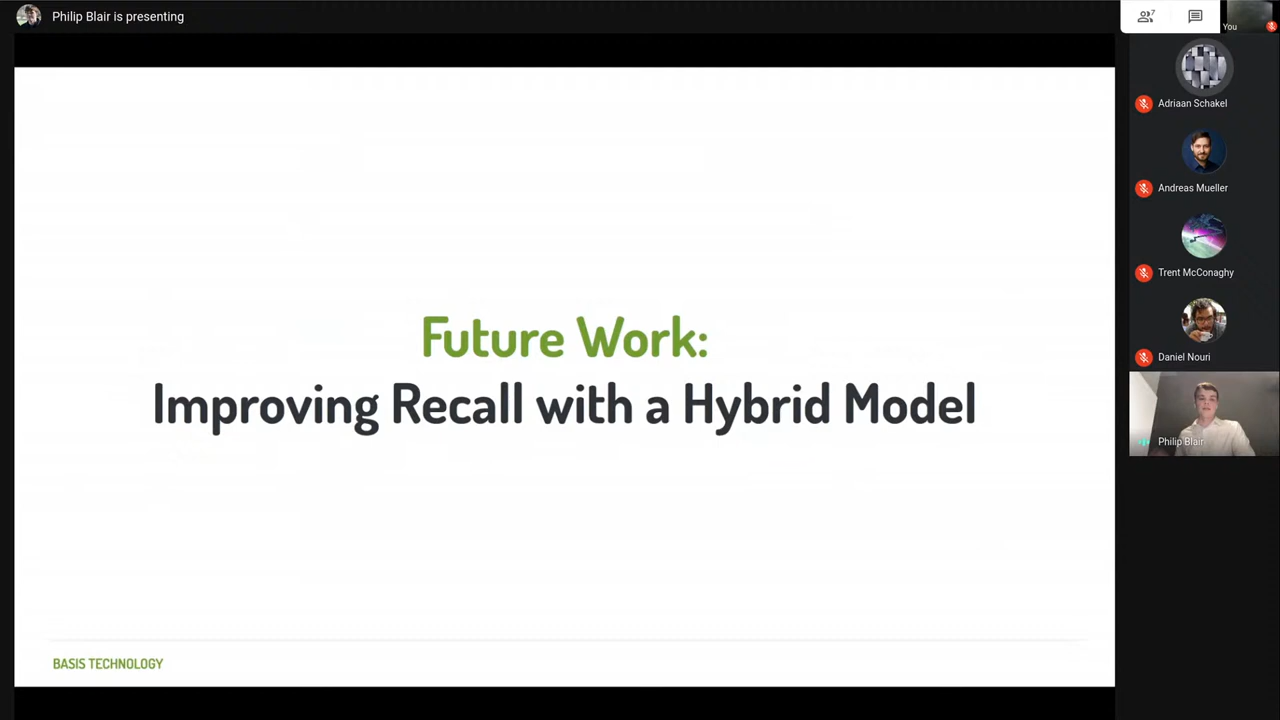 Philip Blair is presenting
7
You
Adriaan Schakel
Andreas Mueller
Trent McConaghy
Daniel Nouri
Philip Blair
Future Work:
Improving Recall with a Hybrid Model
BASIS TECHNOLOGY